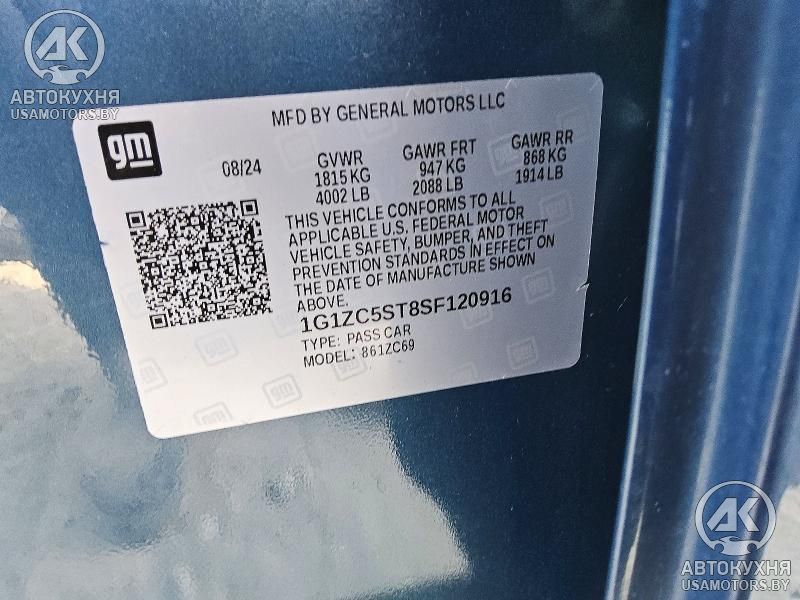 AK
АВТОКУХНЯ
USAMOTORS.BY
MFD BY GENERAL MOTORS LLC
gm
08/24
GVWR
1815 KG
4002 LB
GAWR FRT
947 KG
2088 LB
GAWR RR
868 KG
1914 LB
THIS VEHICLE CONFORMS TO ALL
APPLICABLE U.S. FEDERAL MOTOR
VEHICLE SAFETY, BUMPER, AND THEFT
PREVENTION STANDARDS IN EFFECT ON
THE DATE OF MANUFACTURE SHOWN
ABOVE.
1G1ZC5ST8SF120916
TYPE: PASS CAR
MODEL: 861ZC69
AK
АВТОКУХНЯ
USAMOTORS.BY